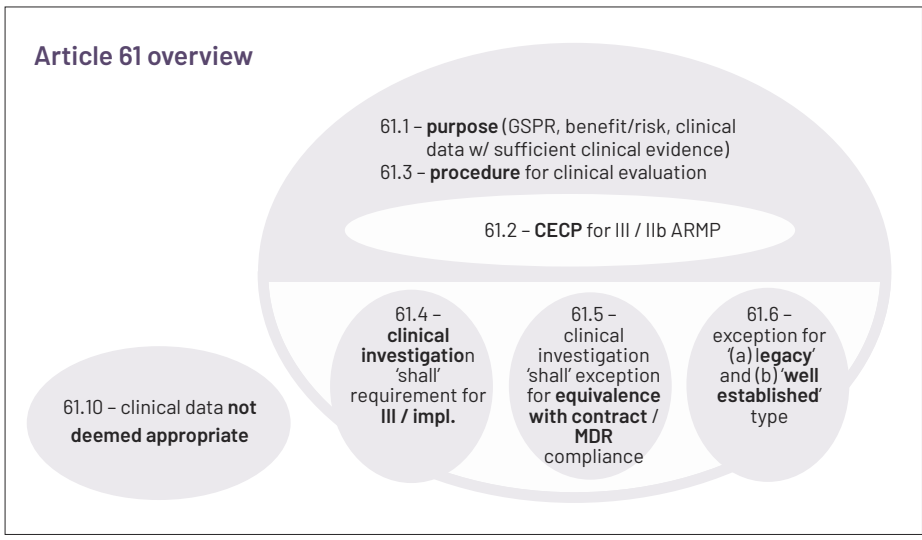 Article 61 overview
61.1 – purpose (GSPR, benefit/risk, clinical
data w/ sufficient clinical evidence)
61.3 – procedure for clinical evaluation
61.2 – CECP for III / IIb ARMP
61.4 –
clinical
investigation
‘shall’
requirement for
III / impl.
61.5 –
clinical
investigation
‘shall’ exception
for equivalence
with contract /
MDR
compliance
61.6 –
exception for
‘(a) legacy’
and (b) ‘well
established’
type
61.10 – clinical data not
deemed appropriate